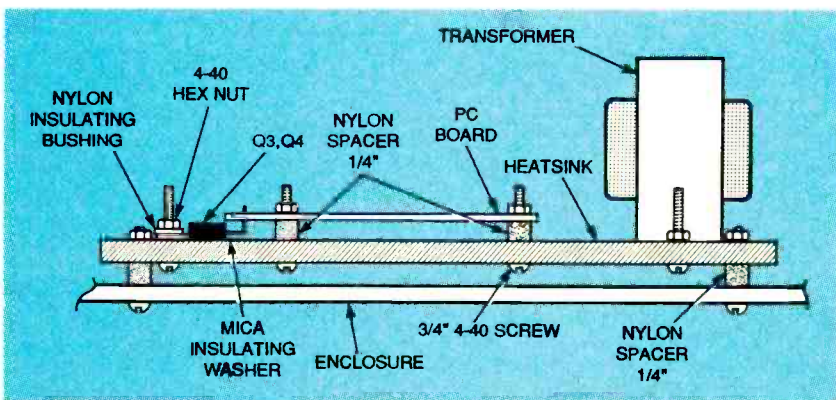 TRANSFORMER
4-40
HEX NUT
NYLON
INSULATING
BUSHING
Q3,Q4
NYLON
SPACER
1/4"
PC
BOARD
HEATSINK
MICA
INSULATING
WASHER
ENCLOSURE
3/4" 4-40 SCREW
NYLON
SPACER
1/4"